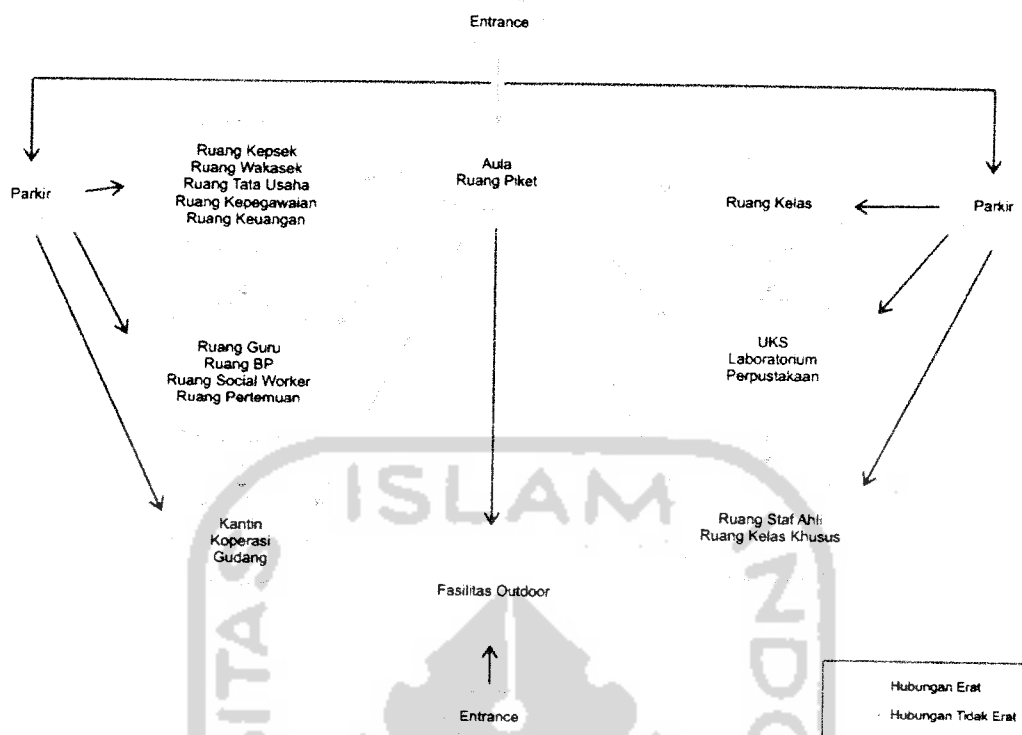 Entrance
Ruang Kepsek
Ruang Wakasek
Ruang Tata Usaha
Ruang Kepegawaian
Ruang Keuangan
Aula
Ruang Piket
Parkir
Ruang Kelas
Parkir
Ruang Guru
Ruang BP
Ruang Social Worker
Ruang Pertemuan
UKS
Laboratorium
Perpustakaan
ISLAM
Kantin
Koperasi
Gudang
Ruang Staf Ahli
Ruang Kelas Khusus
Fasilitas Outdoor
Entrance
Hubungan Erat
Hubungan Tidak Erat
SITAS
INDO